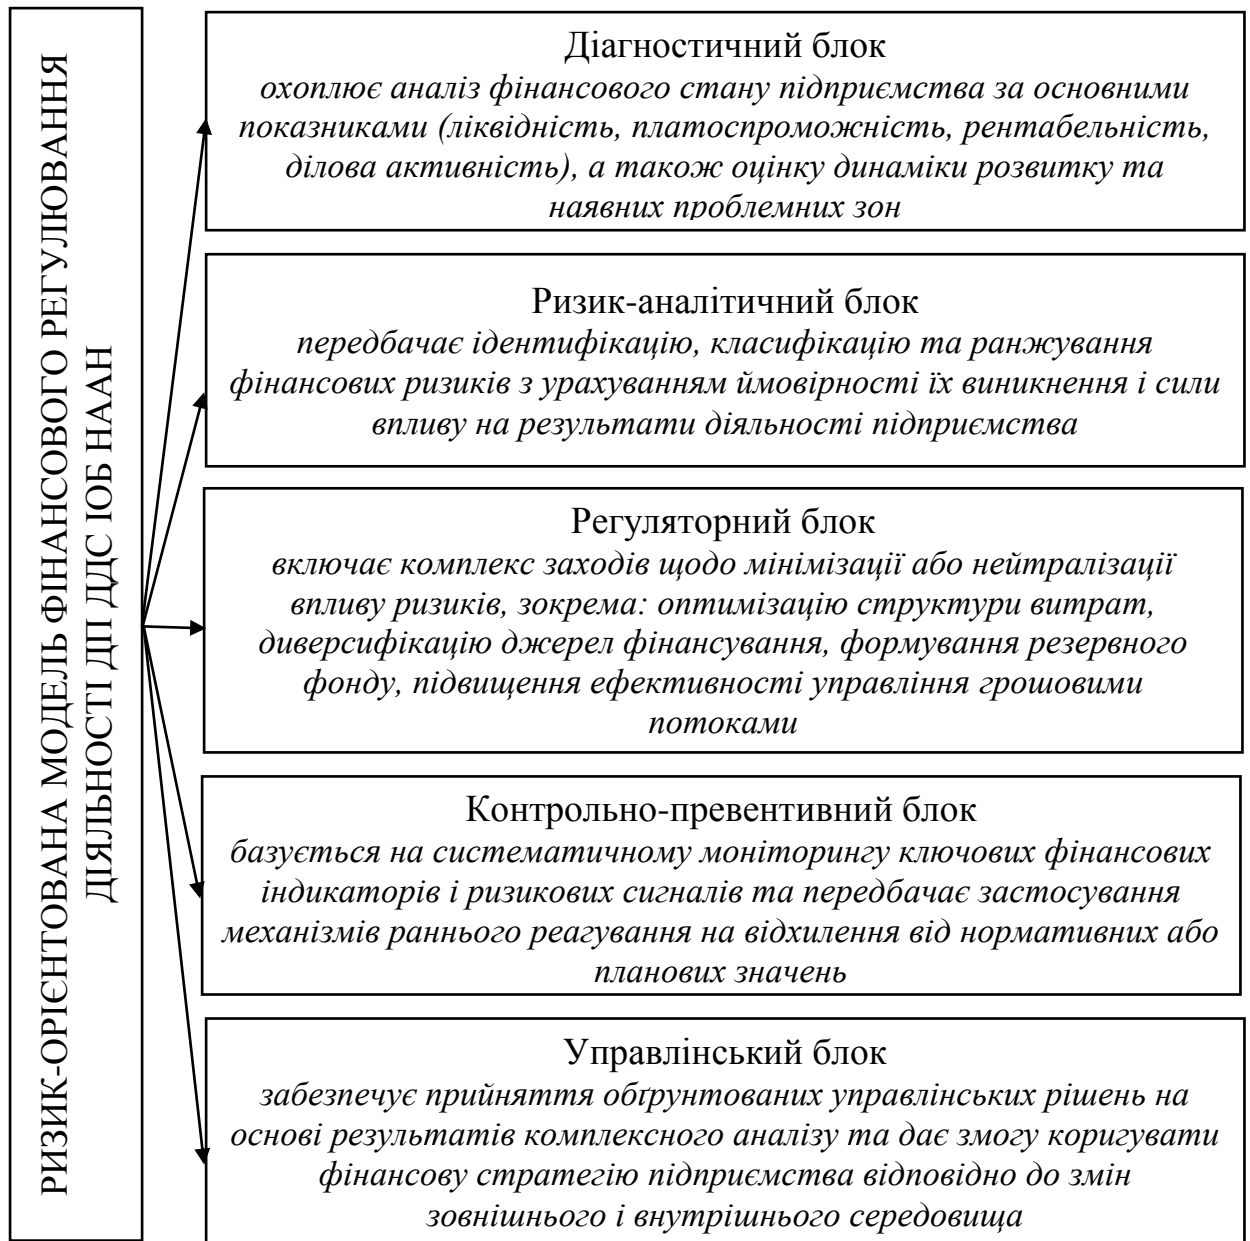 РИЗИК-ОРІЄНТОВАНА МОДЕЛЬ ФІНАНСОВОГО РЕГУЛЮВАННЯ
ДІЯЛЬНОСТІ ДП ДДС ІОБ НААН
Діагностичний блок
охоплює аналіз фінансового стану підприємства за основними
показниками (ліквідність, платоспроможність, рентабельність,
ділова активність), а також оцінку динаміки розвитку та
наявних проблемних зон
Ризик-аналітичний блок
передбачає ідентифікацію, класифікацію та ранжування
фінансових ризиків з урахуванням ймовірності їх виникнення і сили
впливу на результати діяльності підприємства
Регуляторний блок
включає комплекс заходів щодо мінімізації або нейтралізації
впливу ризиків, зокрема: оптимізацію структури витрат,
диверсифікацію джерел фінансування, формування резервного
фонду, підвищення ефективності управління грошовими
потоками
Контрольно-превентивний блок
базується на систематичному моніторингу ключових фінансових
індикаторів і ризикових сигналів та передбачає застосування
механізмів раннього реагування на відхилення від нормативних або
планових значень
Управлінський блок
забезпечує прийняття обґрунтованих управлінських рішень на
основі результатів комплексного аналізу та дає змогу коригувати
фінансову стратегію підприємства відповідно до змін
зовнішнього і внутрішнього середовища